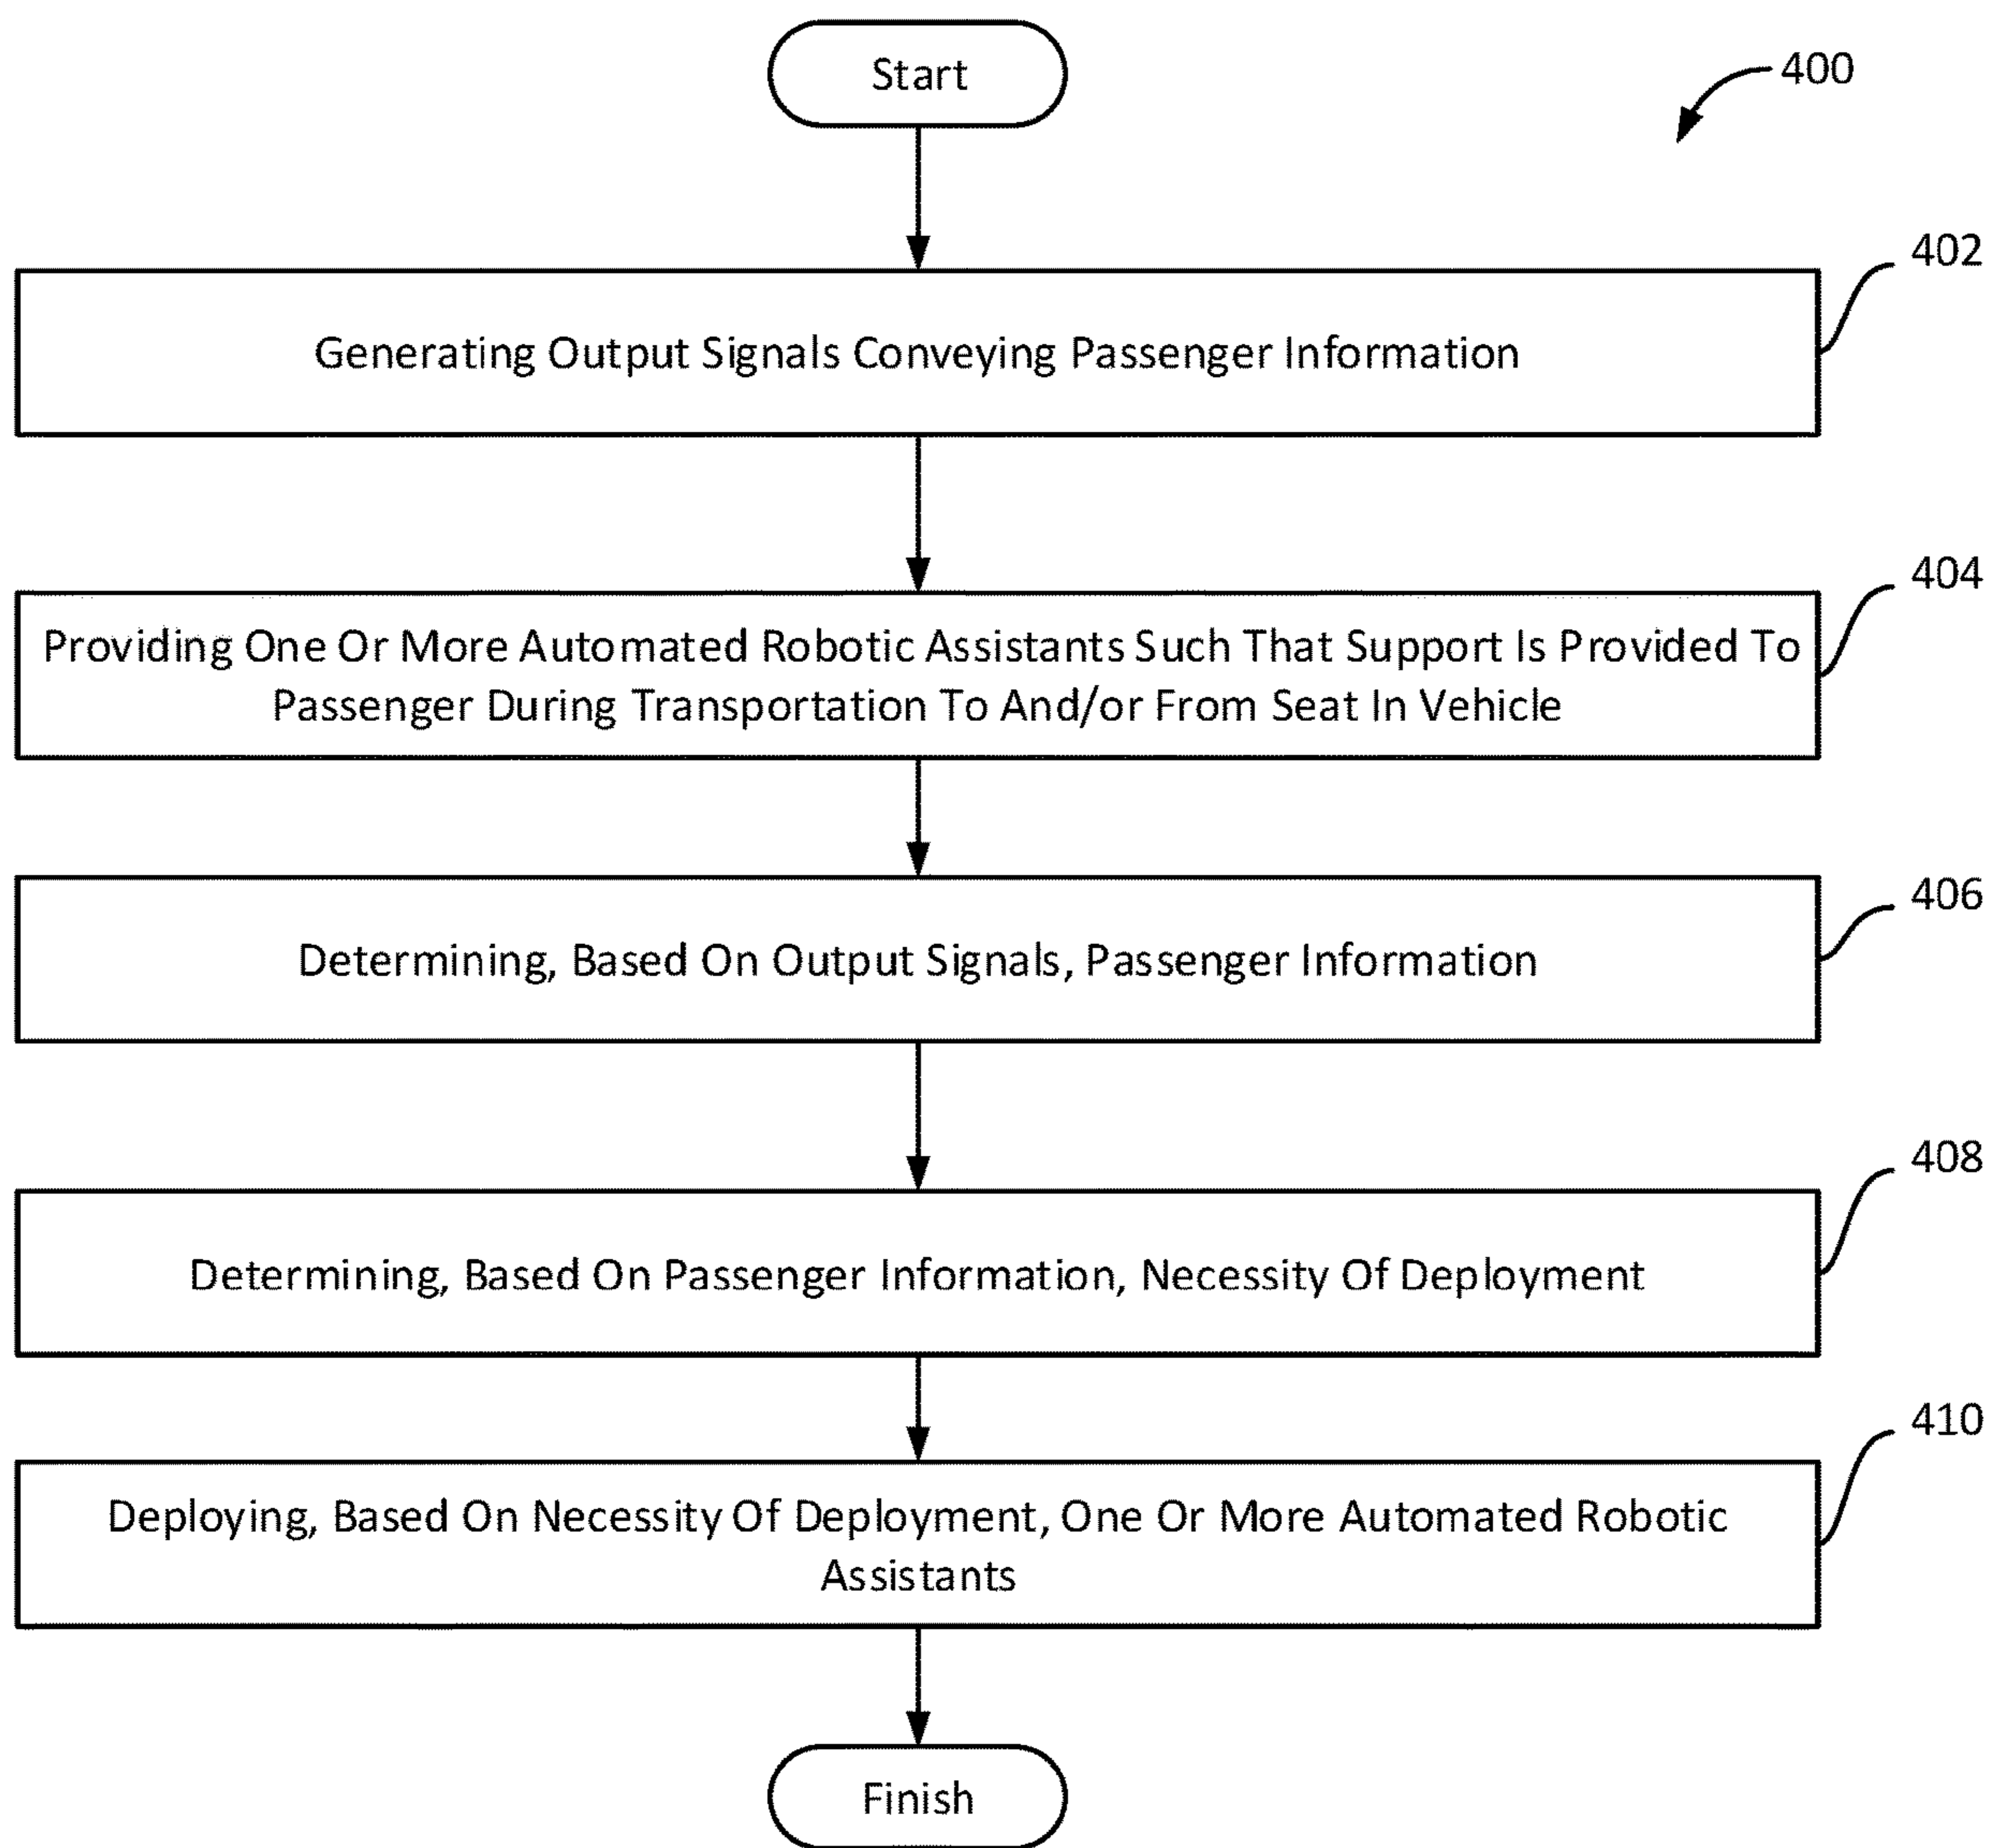 Start
400
402
Generating Output Signals Conveying Passenger Information
404
Providing One Or More Automated Robotic Assistants Such That Support Is Provided To
Passenger During Transportation To And/or From Seat In Vehicle
406
Determining, Based On Output Signals, Passenger Information
408
Determining, Based On Passenger Information, Necessity Of Deployment
410
Deploying, Based On Necessity Of Deployment, One Or More Automated Robotic
Assistants
Finish